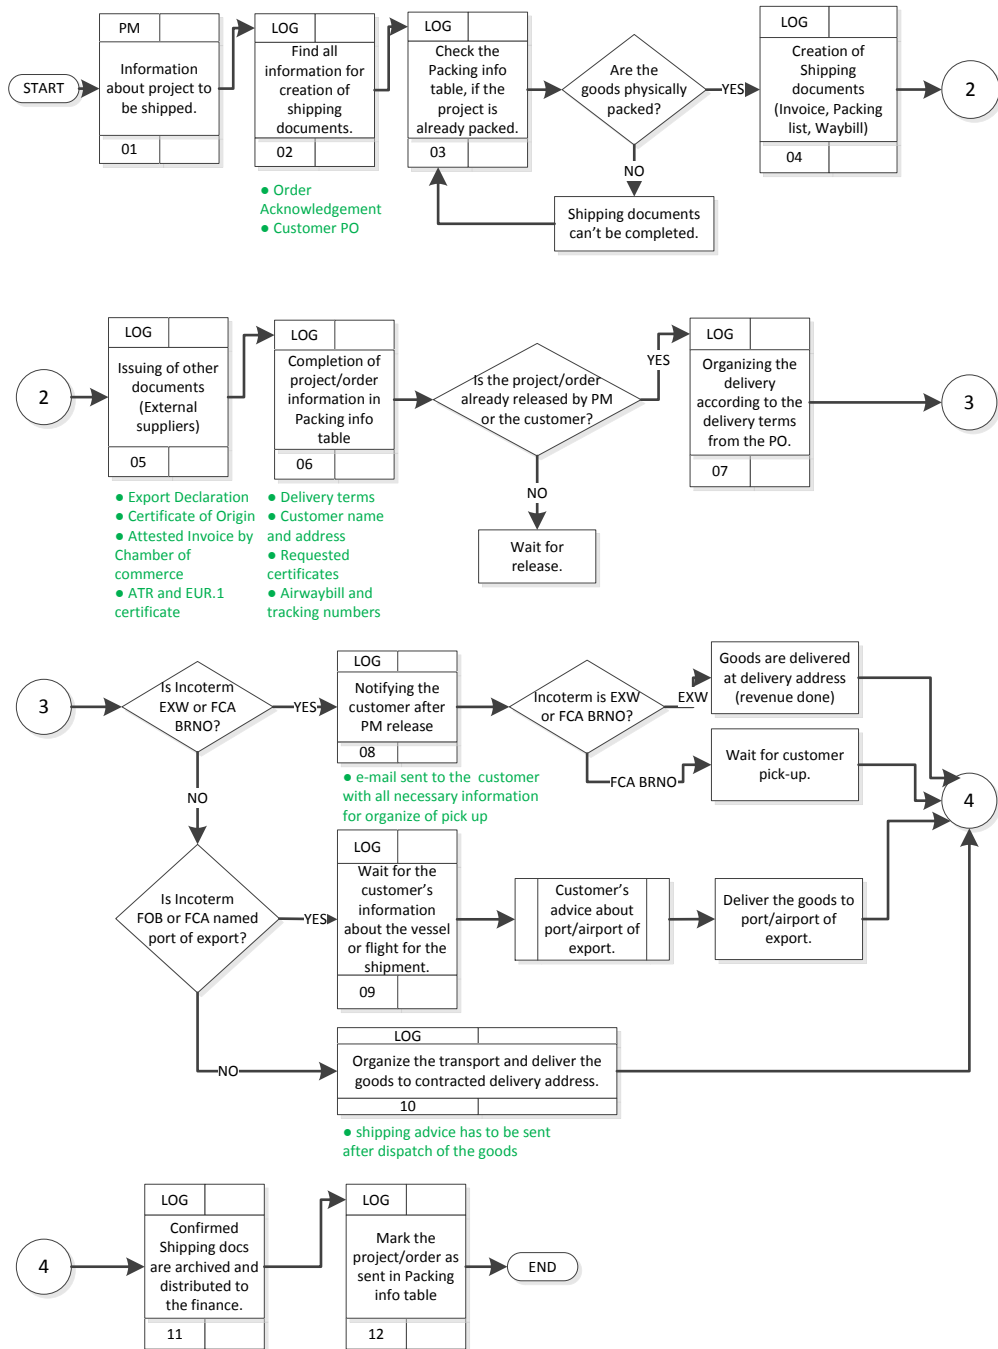 START
PM
Information
about project to
be shipped.
01
LOG
Find all
information for
creation of
shipping
documents.
02
● Order
Acknowledgement
● Customer PO
LOG
Check the
Packing info
table, if the
project is
already packed.
03
Are the
goods physically
packed?
YES
NO
Shipping documents
can't be completed.
LOG
Creation of
Shipping
documents
(Invoice, Packing
list, Waybill)
04
2
2
LOG
Issuing of other
documents
(External
suppliers)
05
● Export Declaration
● Certificate of Origin
● Attested Invoice by
Chamber of
commerce
● ATR and EUR.1
certificate
LOG
Completion of
project/order
information in
Packing info
table
06
● Delivery terms
● Customer name
and address
● Requested
certificates
● Airwaybill and
tracking numbers
Is the project/order
already released by PM
or the customer?
YES
NO
Wait for
release.
LOG
Organizing the
delivery
according to the
delivery terms
from the PO.
07
3
3
Is Incoterm
EXW or FCA
BRNO?
YES
NO
LOG
Notifying the
customer after
PM release
08
● e-mail sent to the customer
with all necessary information
for organize of pick up
Incoterm is EXW
or FCA BRNO?
EXW
FCA BRNO
Goods are delivered
at delivery address
(revenue done)
Wait for customer
pick-up.
4
Is Incoterm
FOB or FCA named
port of export?
YES
NO
LOG
Wait for the
customer's
information
about the vessel
or flight for the
shipment.
09
Customer's
advice about
port/airport of
export.
Deliver the goods to
port/airport of
export.
LOG
Organize the transport and deliver the
goods to contracted delivery address.
10
● shipping advice has to be sent
after dispatch of the goods
4
LOG
Confirmed
Shipping docs
are archived and
distributed to
the finance.
11
LOG
Mark the
project/order as
sent in Packing
info table
12
END